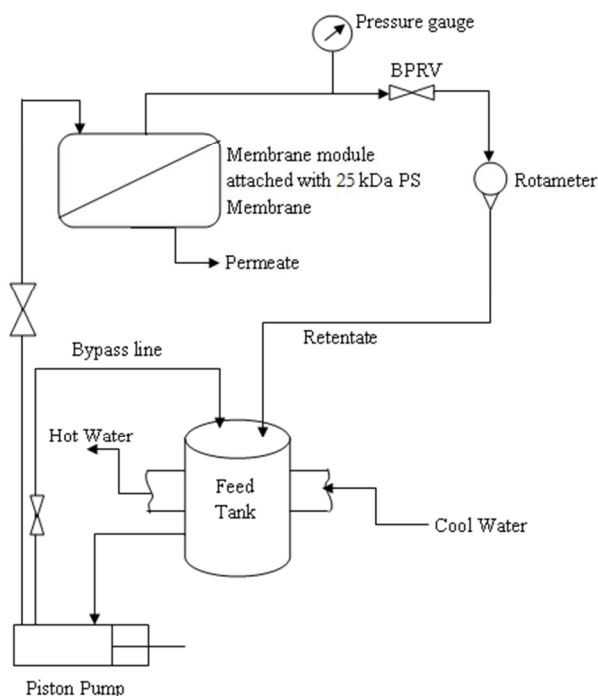 Pressure gauge
BPRV
Membrane module
attached with 25 kDa PS
Membrane
Rotameter
Permeate
Retentate
Bypass line
Hot Water
Feed
Tank
Cool Water
Piston Pump